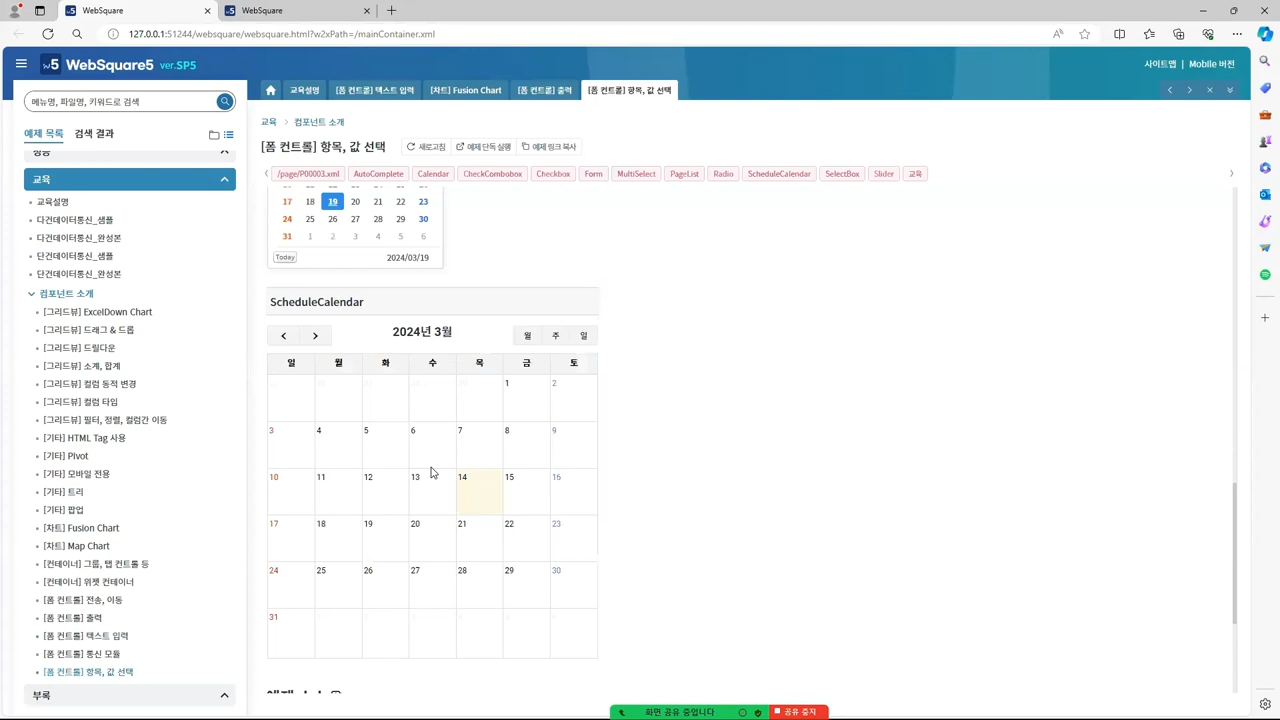 WebSquare
WebSquare
127.0.0.1:51244/websquare/websquare.html?w2xPath=/mainContainer.xml
w5 WebSquare5 ver.SP5
사이트맵 | Mobile 버전
메뉴명, 파일명, 키워드로 검색
교육설명
[폼 컨트롤] 텍스트 입력
[차트] Fusion Chart
[폼 컨트롤] 출력
[폼 컨트롤] 항목, 값 선택
예제 목록
검색 결과
교육
교육설명
다건데이터통신_샘플
다건데이터통신_완성본
단건데이터통신_샘플
단건데이터통신_완성본
컴포넌트 소개
[그리드뷰] ExcelDown Chart
[그리드뷰] 드래그 & 드롭
[그리드뷰] 드릴다운
[그리드뷰] 소계, 합계
[그리드뷰] 컬럼 동적 변경
[그리드뷰] 컬럼 타입
[그리드뷰] 필터, 정렬, 컬럼간 이동
[기타] HTML Tag 사용
[기타] Pivot
[기타] 모바일 전용
[기타] 트리
[기타] 팝업
[차트] Fusion Chart
[차트] Map Chart
[컨테이너] 그룹, 탭 컨트롤 등
[컨테이너] 위젯 컨테이너
[폼 컨트롤] 전송, 이동
[폼 컨트롤] 출력
[폼 컨트롤] 텍스트 입력
[폼 컨트롤] 통신 모듈
[폼 컨트롤] 항목, 값 선택
부록
교육 > 컴포넌트 소개
[폼 컨트롤] 항목, 값 선택
새로고침
예제 단독 실행
예제 링크 복사
/page/P00003.xml AutoComplete Calendar CheckCombobox Checkbox Form MultiSelect PageList Radio ScheduleCalendar SelectBox Slider 교육
17 18 19 20 21 22 23
24 25 26 27 28 29 30
31 1 2 3 4 5 6
Today 2024/03/19
ScheduleCalendar
2024년 3월
월 주 일
일 월 화 수 목 금 토
1 2
3 4 5 6 7 8 9
10 11 12 13 14 15 16
17 18 19 20 21 22 23
24 25 26 27 28 29 30
31
화면 공유 중입니다
공유 중지